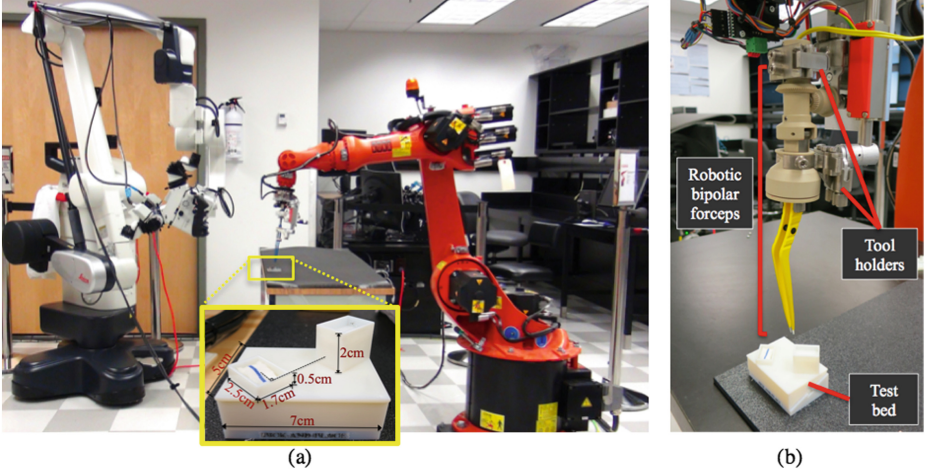 5cm
2cm
0.5cm
2.5cm
1.7cm
7cm
(a)
Robotic
bipolar
forceps
Tool
holders
Test
bed
(b)